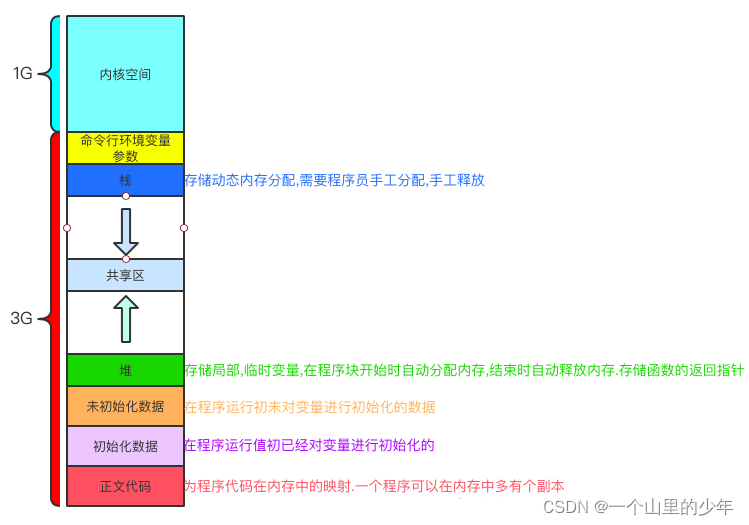 1G
内核空间
命令行环境变量
参数
栈 存储动态内存分配,需要程序员手工分配,手工释放
共享区
3G
堆 存储局部,临时变量,在程序块开始时自动分配内存,结束时自动释放内存.存储函数的返回指针
未初始化数据 在程序运行初未对变量进行初始化的数据
初始化数据 在程序运行值初已经对变量进行初始化的
正文代码 为程序代码在内存中的映射.一个程序可以在内存中多有个副本
CSDN @一个山里的少年